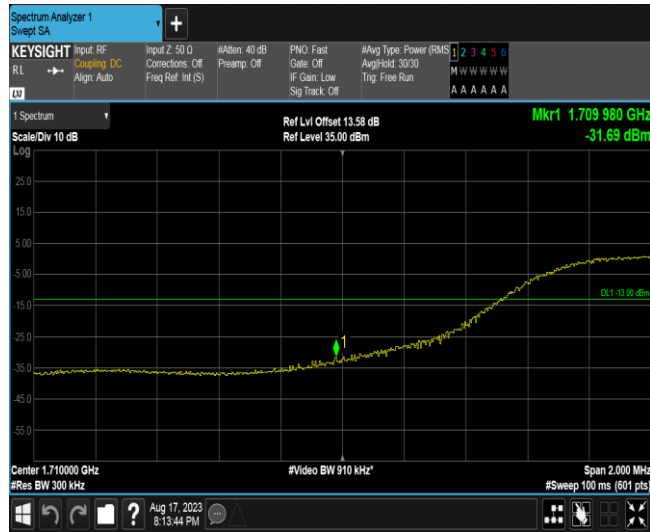 Spectrum Analyzer 1
Swept SA
KEYSIGHT Input: RF Input Z: 50 Ω #Atten: 40 dB PNO: Fast #Avg Type: Power (RMS 1 2 3 4 5 6
RL Coupling: DC Corrections: Off Preamp: Off Gate: Off Avg|Hold: 30/30 M W W W W W
Align: Auto Freq Ref: Int (S) IF Gain: Low Trig: Free Run
LXI Sig Track: Off A A A A A A
1 Spectrum Ref Lvl Offset 13.58 dB Mkr1 1.709 980 GHz
Scale/Div 10 dB Ref Level 35.00 dBm -31.69 dBm
Log
25.0
15.0
5.00
-5.00
DL1 -13.00 dBm
-15.0
-25.0
1
-35.0
-45.0
-55.0
Center 1.710000 GHz #Video BW 910 kHz* Span 2.000 MHz
#Res BW 300 kHz #Sweep 100 ms (601 pts)
? Aug 17, 2023
8:13:44 PM